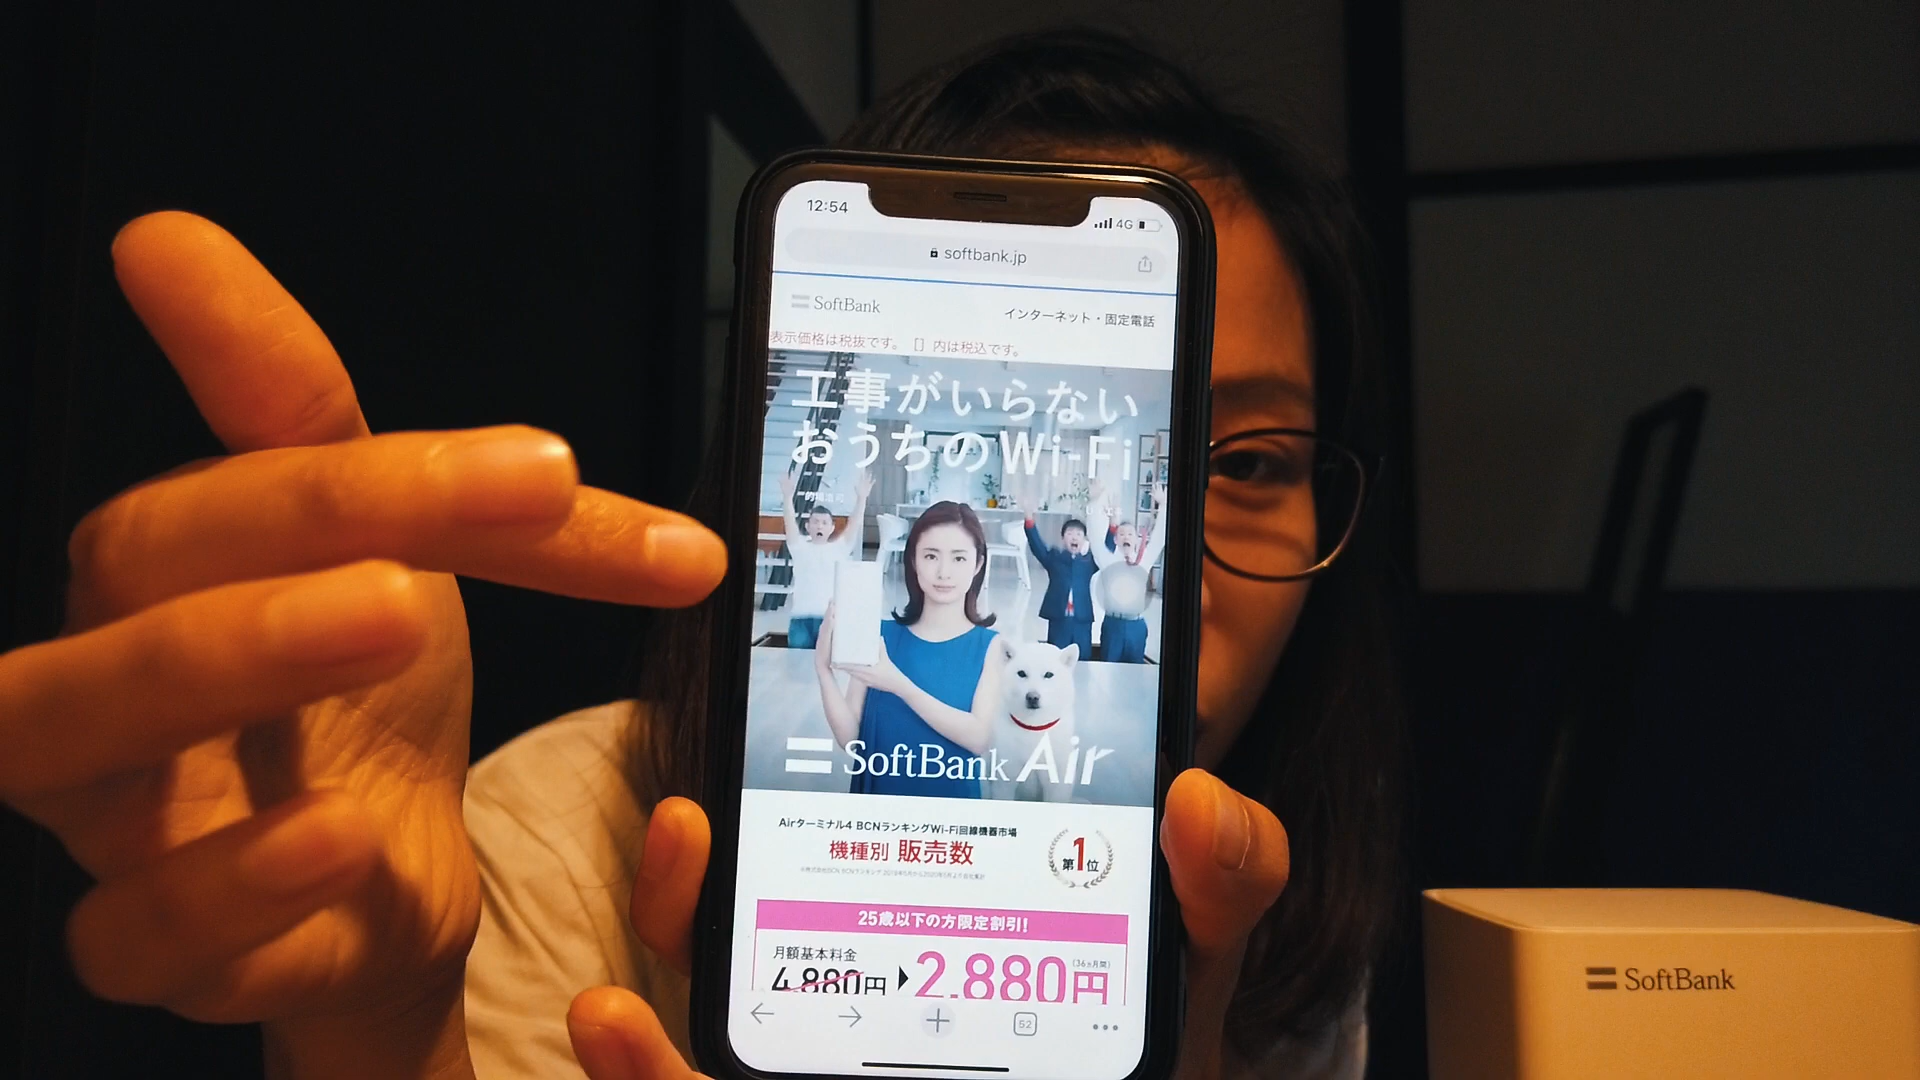 12:54
4G
softbank.jp
SoftBank
インターネット・固定電話
表示価格は税抜です。 [] 内は税込です。
工事がいらない
おうちのWi-Fi
SoftBank Air
Airターミナル4 BCNランキングWi-Fi回線機器市場
機種別 販売数
第1位
25歳以下の方限定割引!
月額基本料金
4,880円 2,880円
(36ヵ月間)
52
SoftBank